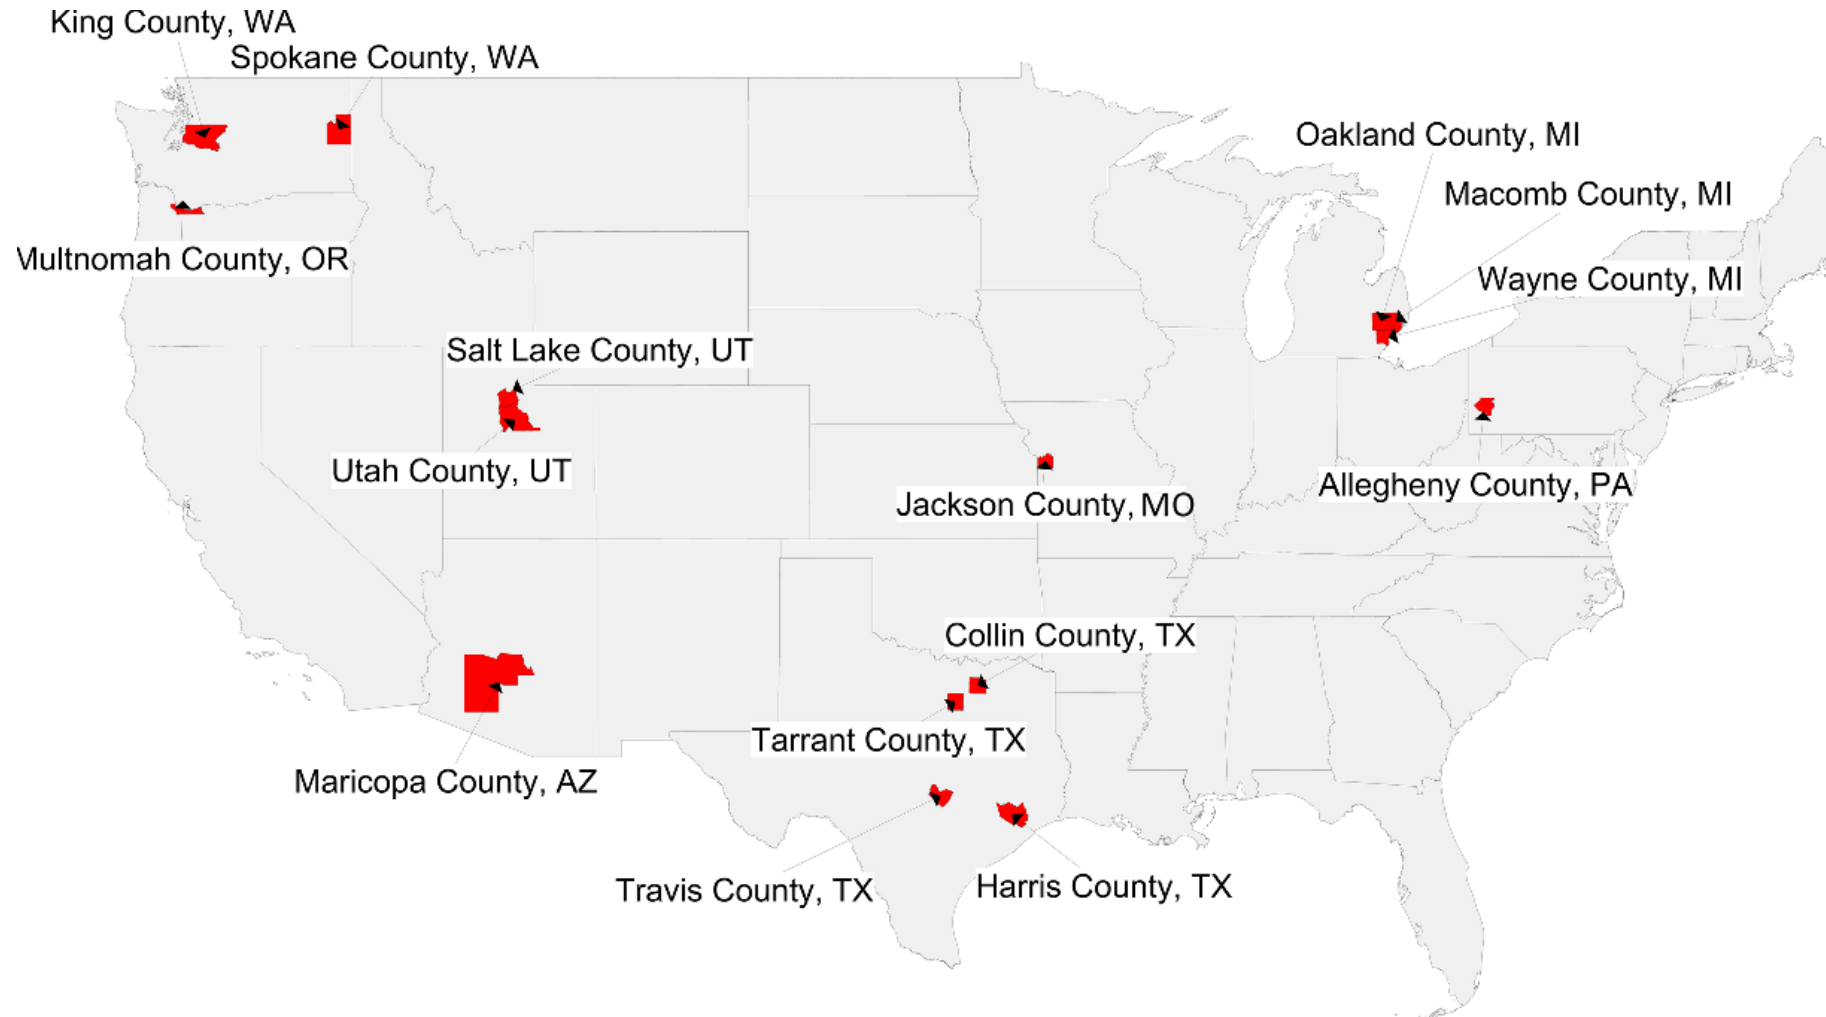 King County, WA
Spokane County, WA
Oakland County, MI
Macomb County, MI
Multnomah County, OR
Wayne County, MI
Salt Lake County, UT
Utah County, UT
Allegheny County, PA
Jackson County, MO
Collin County, TX
Tarrant County, TX
Maricopa County, AZ
Travis County, TX
Harris County, TX